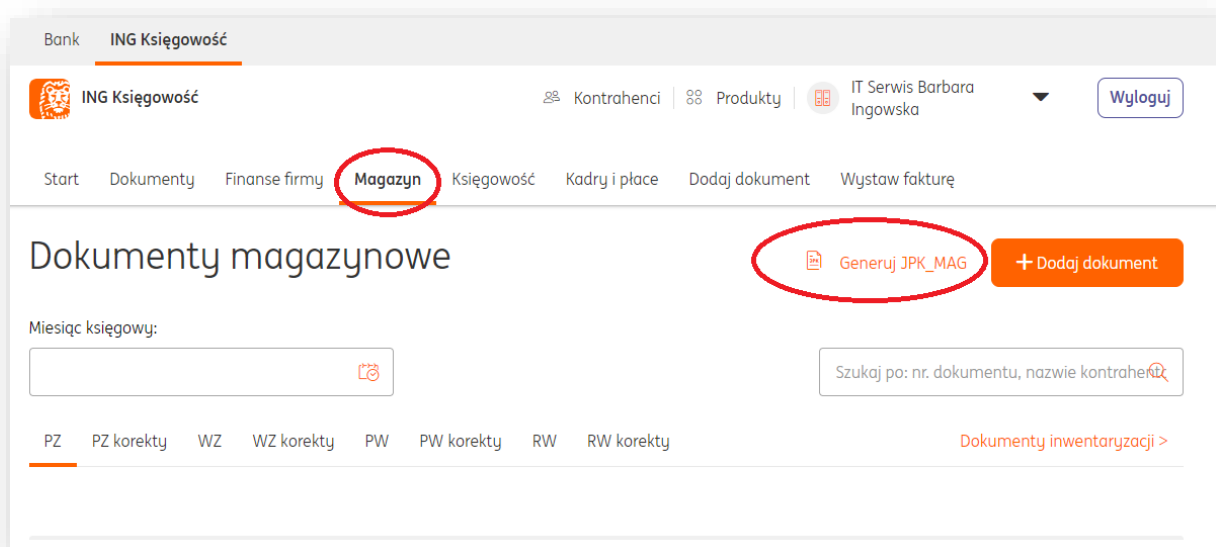 Bank ING Księgowość
ING Księgowość Kontrahenci Produkty IT Serwis Barbara Ingowska Wyloguj
Start Dokumenty Finanse firmy Magazyn Księgowość Kadry i płace Dodaj dokument Wystaw fakturę
Dokumenty magazynowe Generuj JPK_MAG + Dodaj dokument
Miesiąc księgowy:
Szukaj po: nr. dokumentu, nazwie kontrahent
PZ PZ korekty WZ WZ korekty PW PW korekty RW RW korekty Dokumenty inwentaryzacji >